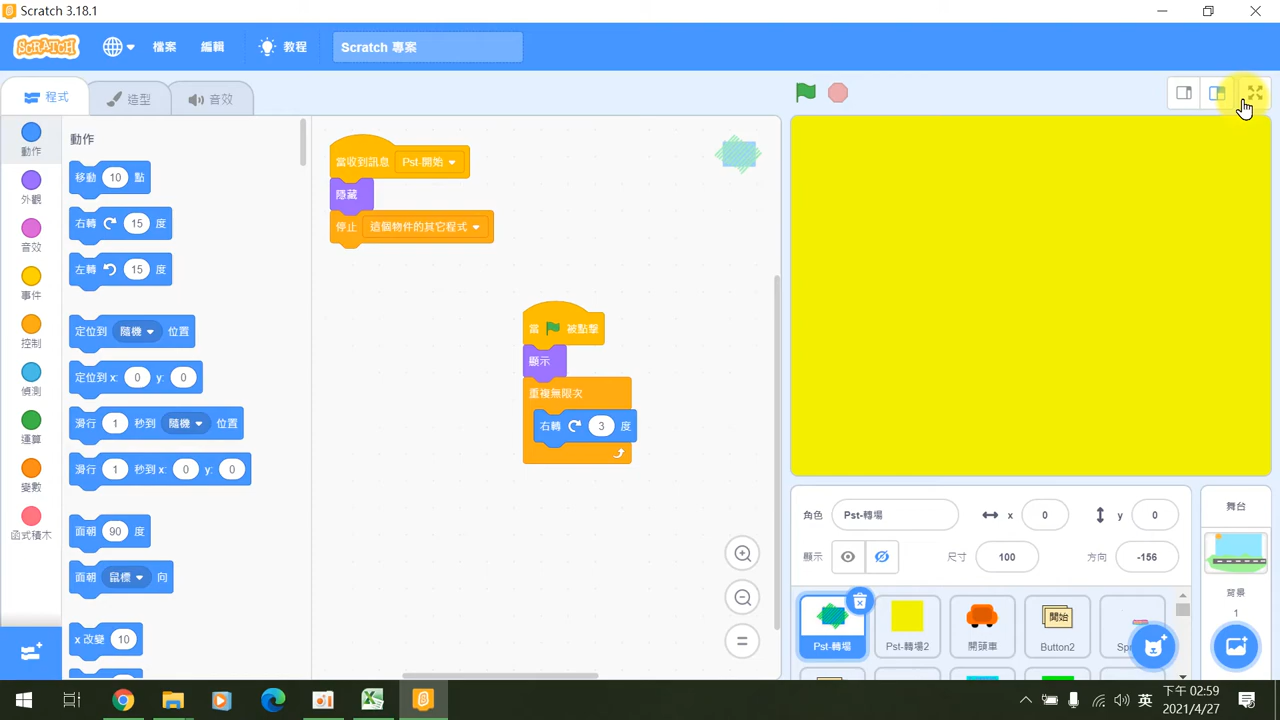 Scratch 3.18.1
SCRATCH
檔案
編輯
教程
Scratch 專案
程式
造型
音效
動作
外觀
音效
事件
控制
偵測
運算
變數
函式積木
動作
移動 10 點
右轉 15 度
左轉 15 度
定位到 隨機 位置
定位到 x: 0 y: 0
滑行 1 秒到 隨機 位置
滑行 1 秒到 x: 0 y: 0
面朝 90 度
面朝 鼠標 向
x 改變 10
當收到訊息 Pst-開始
隱藏
停止 這個物件的其它程式
當 被點擊
顯示
重複無限次
右轉 3 度
角色 Pst-轉場 x 0 y 0
顯示 尺寸 100 方向 -156
Pst-轉場
Pst-轉場2
開頭車
開始
Button2
舞台
背景
1
英
下午 02:59
2021/4/27